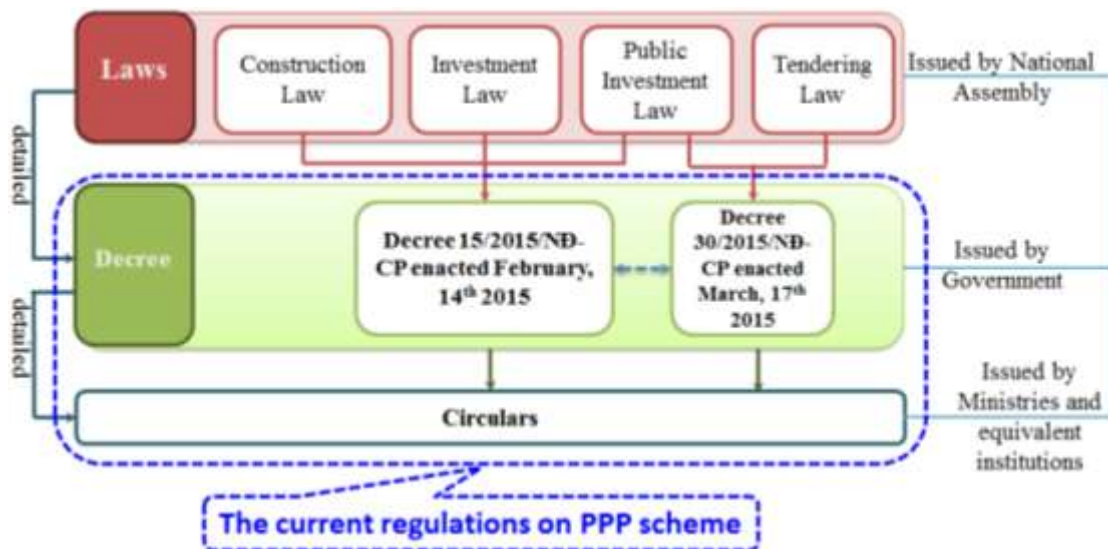 Laws
Construction
Law
Investment
Law
Public
Investment
Law
Tendering
Law
Issued by National
Assembly
detailed
Decree
Decree 15/2015/NĐ-
CP enacted February,
14th 2015
Decree
30/2015/NĐ-
CP enacted
March, 17th
2015
Issued by
Government
detailed
Circulars
Issued by
Ministries and
equivalent
institutions
The current regulations on PPP scheme